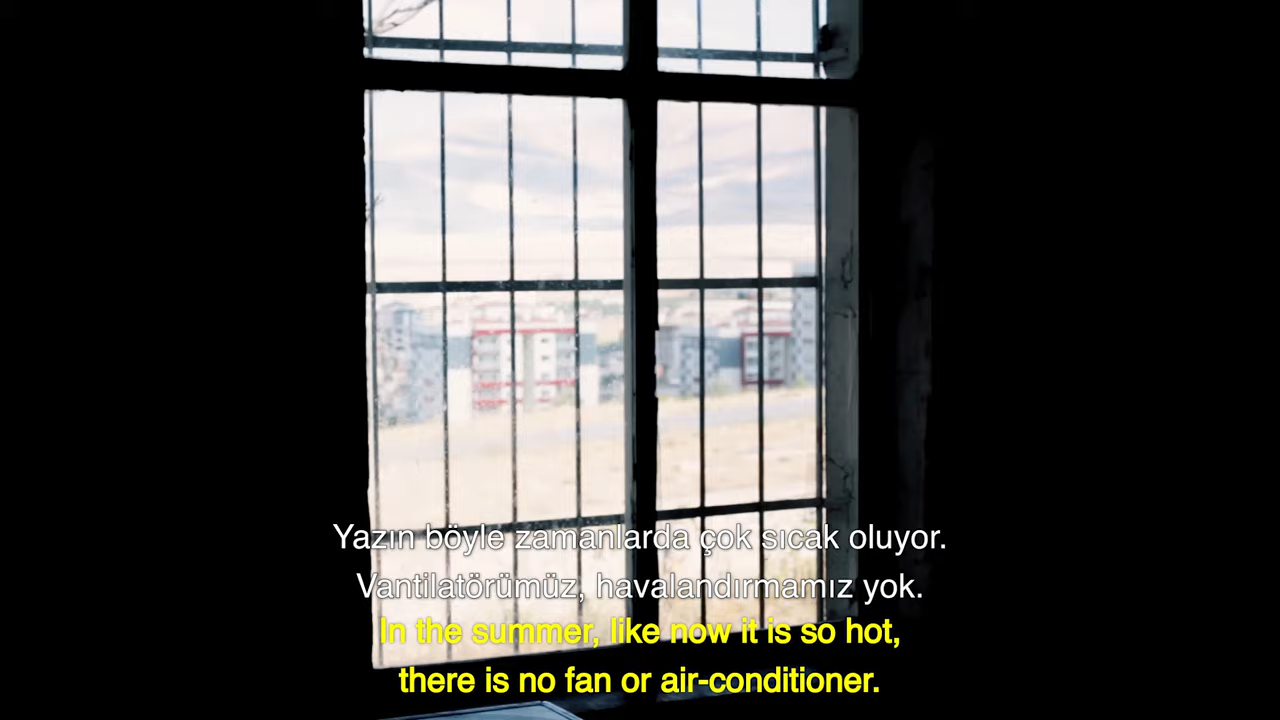 Yazın böyle zamanlarda çok sıcak oluyor.
Vantilatörümüz, havalandırmamız yok.
In the summer, like now it is so hot,
there is no fan or air-conditioner.